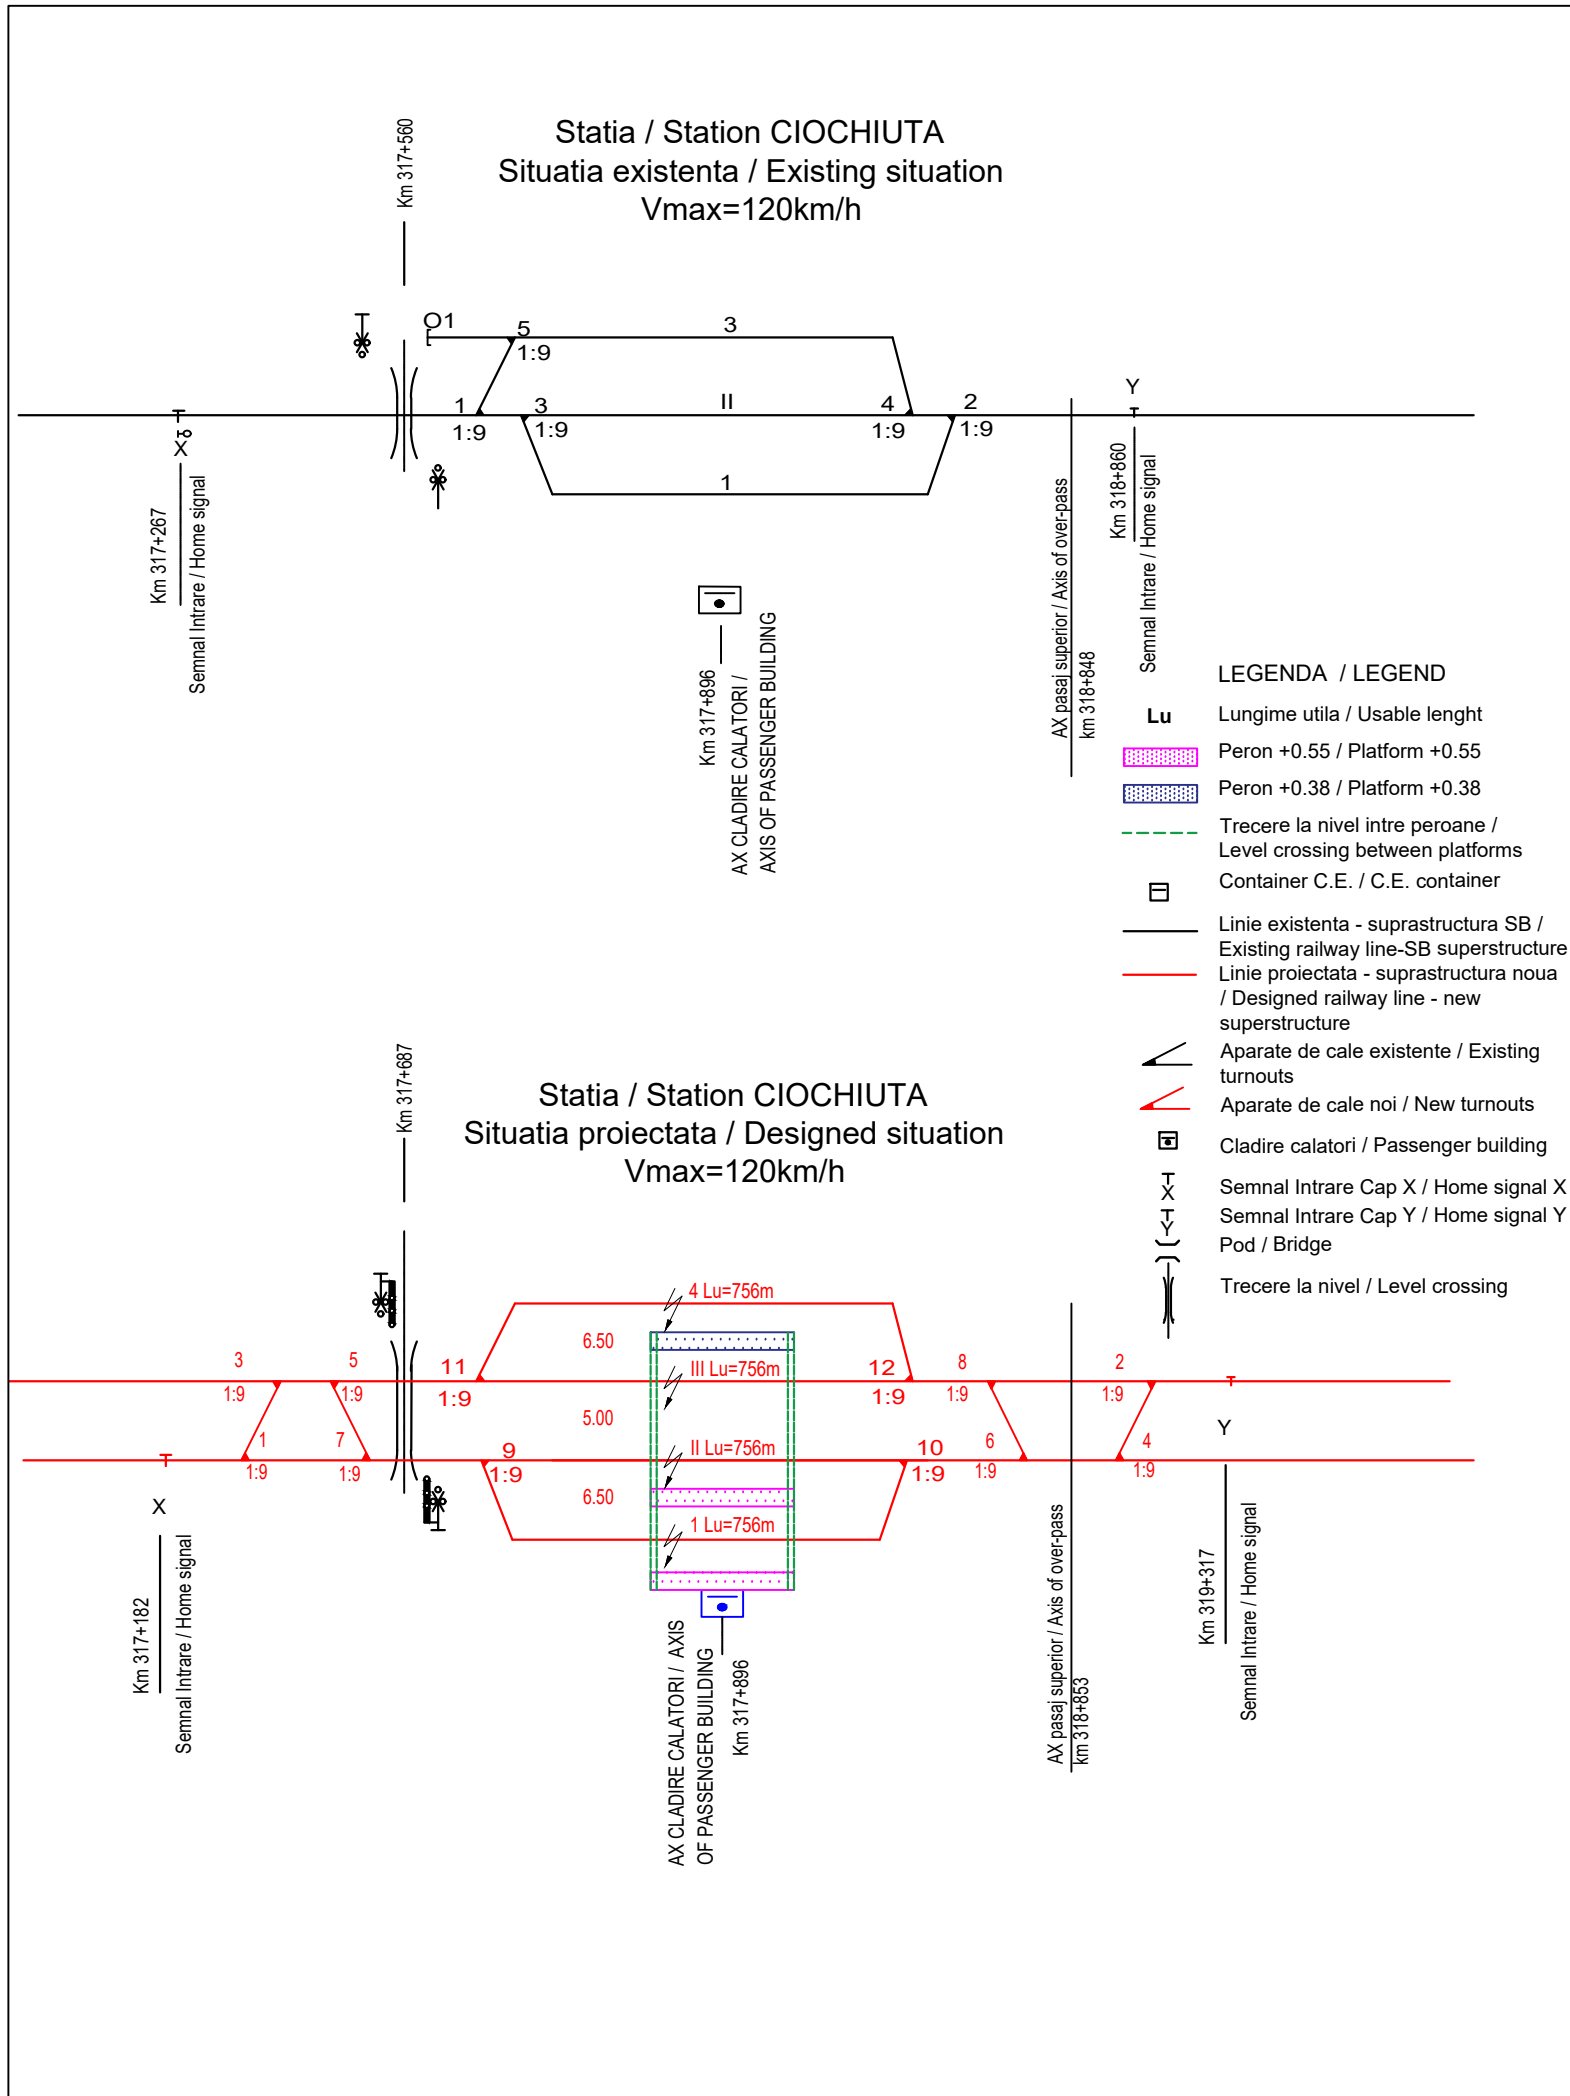 Statia / Station CIOCHIUTA
Situatia existenta / Existing situation
Vmax=120km/h
Km 317+560
O1
5
1:9
3
1
1:9
3
1:9
II
4
1:9
2
1:9
1
Y
X
Km 317+267
Semnal Intrare / Home signal
Km 317+896
AX CLADIRE CALATORI /
AXIS OF PASSENGER BUILDING
AX pasaj superior / Axis of over-pass
km 318+848
Km 318+860
Semnal Intrare / Home signal
LEGENDA / LEGEND
Lu Lungime utila / Usable lenght
Peron +0.55 / Platform +0.55
Peron +0.38 / Platform +0.38
Trecere la nivel intre peroane /
Level crossing between platforms
Container C.E. / C.E. container
Linie existenta - suprastructura SB /
Existing railway line-SB superstructure
Linie proiectata - suprastructura noua
/ Designed railway line - new
superstructure
Aparate de cale existente / Existing
turnouts
Aparate de cale noi / New turnouts
Cladire calatori / Passenger building
X Semnal Intrare Cap X / Home signal X
Y Semnal Intrare Cap Y / Home signal Y
Pod / Bridge
Trecere la nivel / Level crossing
Km 317+687
Statia / Station CIOCHIUTA
Situatia proiectata / Designed situation
Vmax=120km/h
4 Lu=756m
6.50
3
1:9
5
1:9
11
1:9
III Lu=756m
12
1:9
8
1:9
2
1:9
5.00
1
1:9
7
1:9
9
1:9
II Lu=756m
10
1:9
6
1:9
4
1:9
Y
6.50
1 Lu=756m
X
Km 317+182
Semnal Intrare / Home signal
AX CLADIRE CALATORI / AXIS
OF PASSENGER BUILDING
Km 317+896
AX pasaj superior / Axis of over-pass
km 318+853
Km 319+317
Semnal Intrare / Home signal